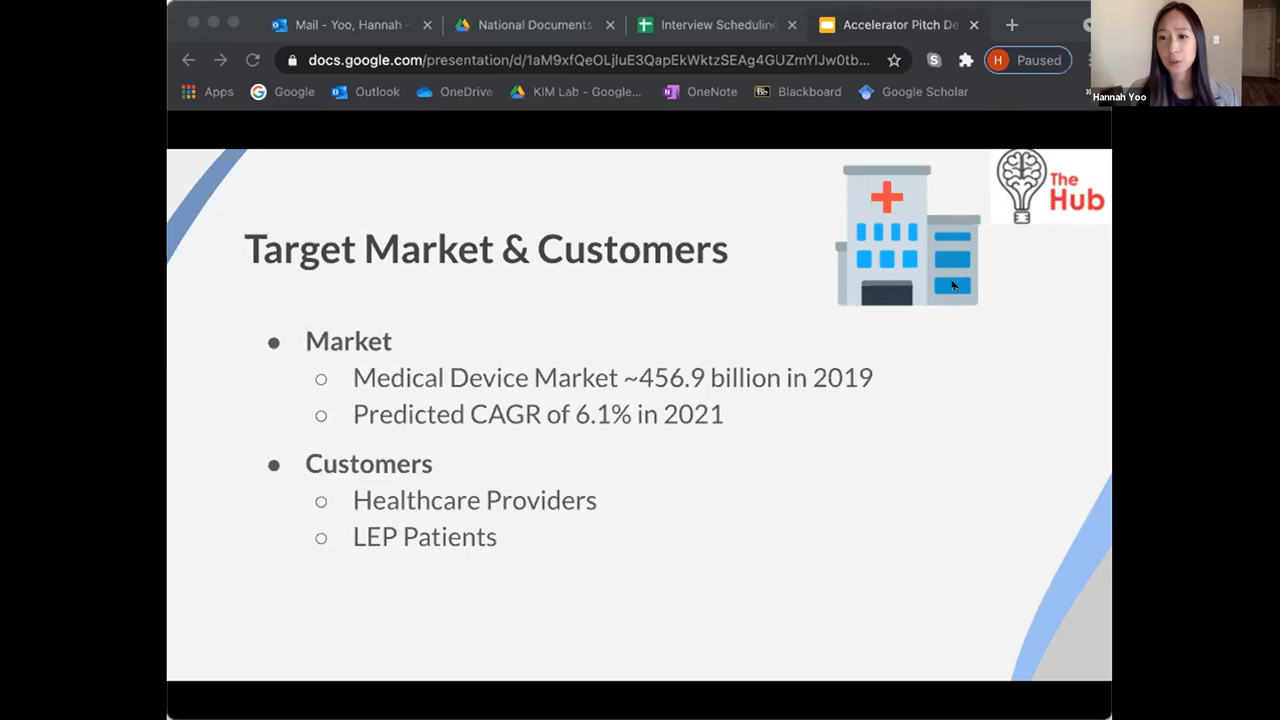 Mail - Yoo, Hannah -
National Documents
Interview Scheduling
Accelerator Pitch De
docs.google.com/presentation/d/1aM9xfQeOLjluE3QapEkWktzSEAg4GUZmYlJw0tb...
H Paused
Apps
Google
Outlook
OneDrive
KIM Lab - Google...
OneNote
Bb
Blackboard
Google Scholar
»
Hannah Yoo
The
Hub
Target Market & Customers
● Market
○ Medical Device Market ~456.9 billion in 2019
○ Predicted CAGR of 6.1% in 2021
● Customers
○ Healthcare Providers
○ LEP Patients